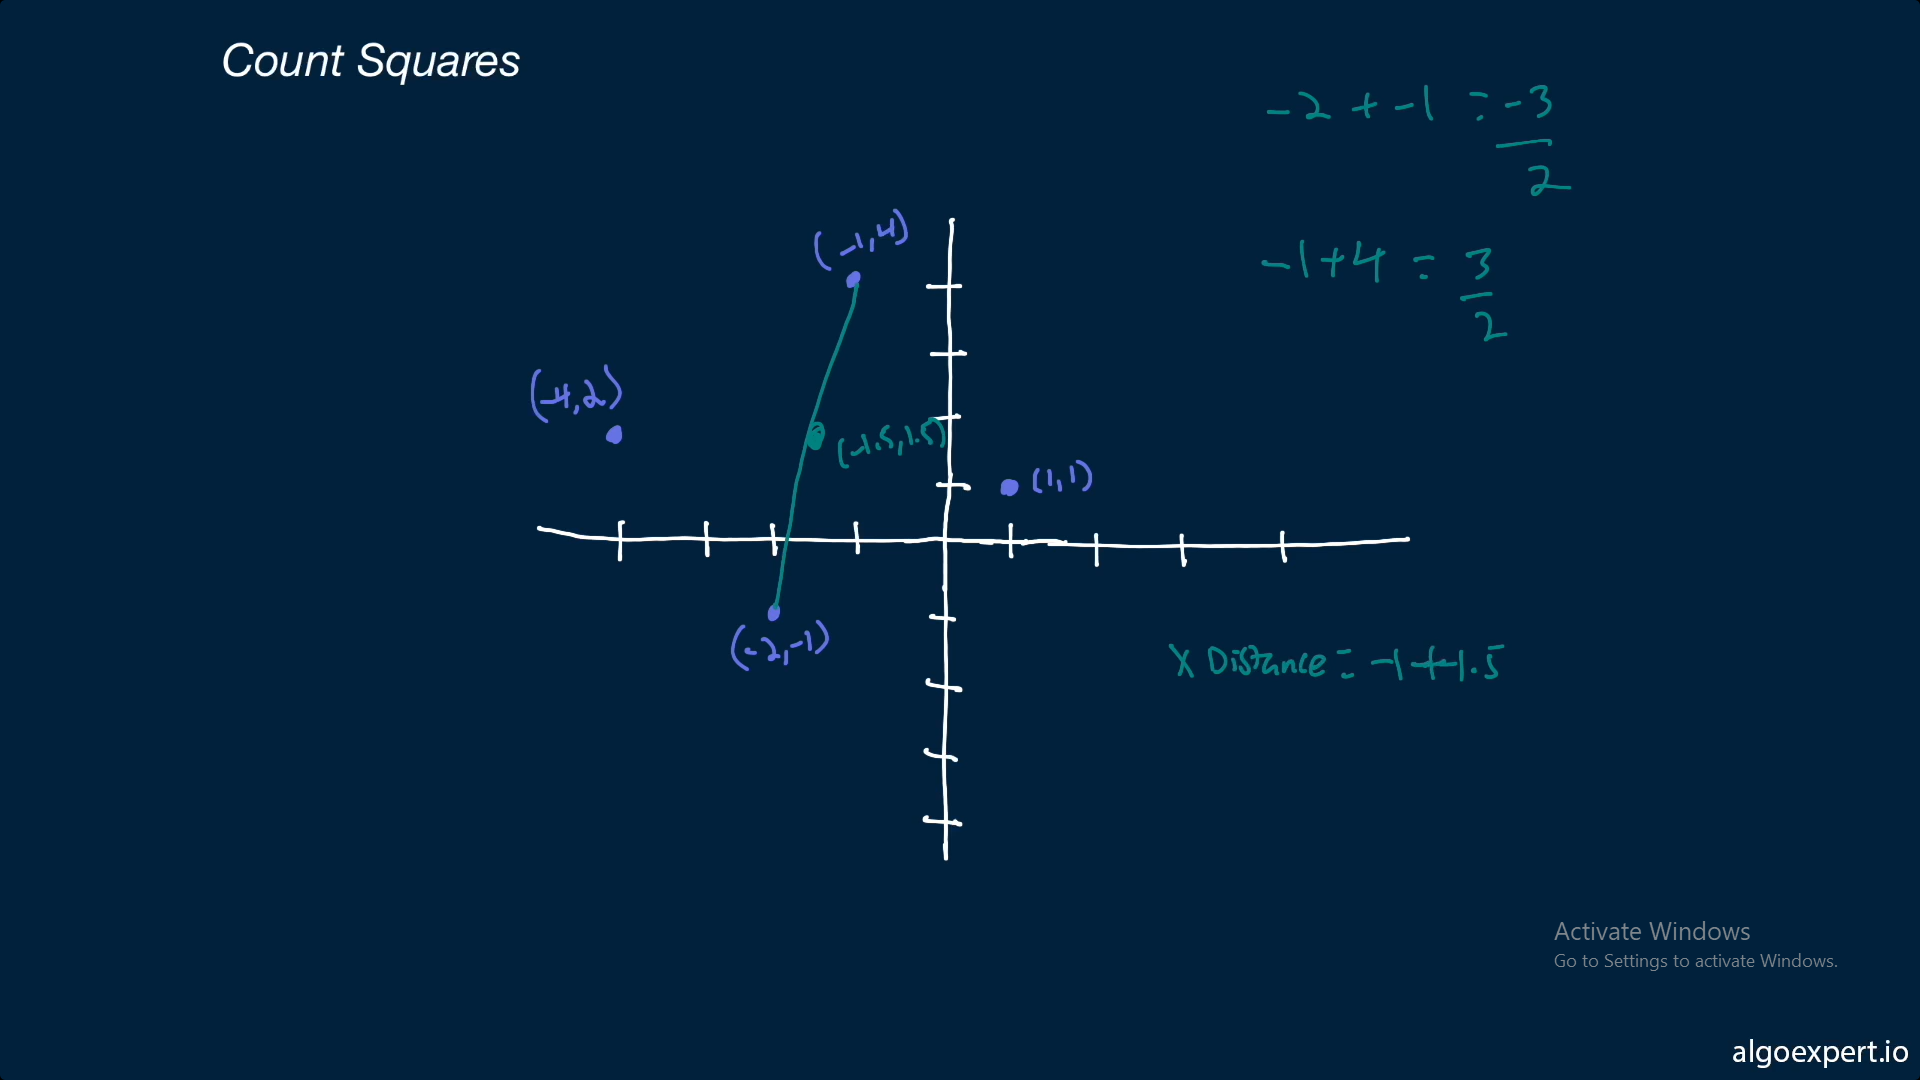 Count Squares
-2 + -1 = -3
2
(-1,4)
-1+4 = 3
2
(-4,2)
(-1.5,1.5)
(1,1)
(-2,-1)
X Distance = -1+-1.5
Activate Windows
Go to Settings to activate Windows.
algoexpert.io